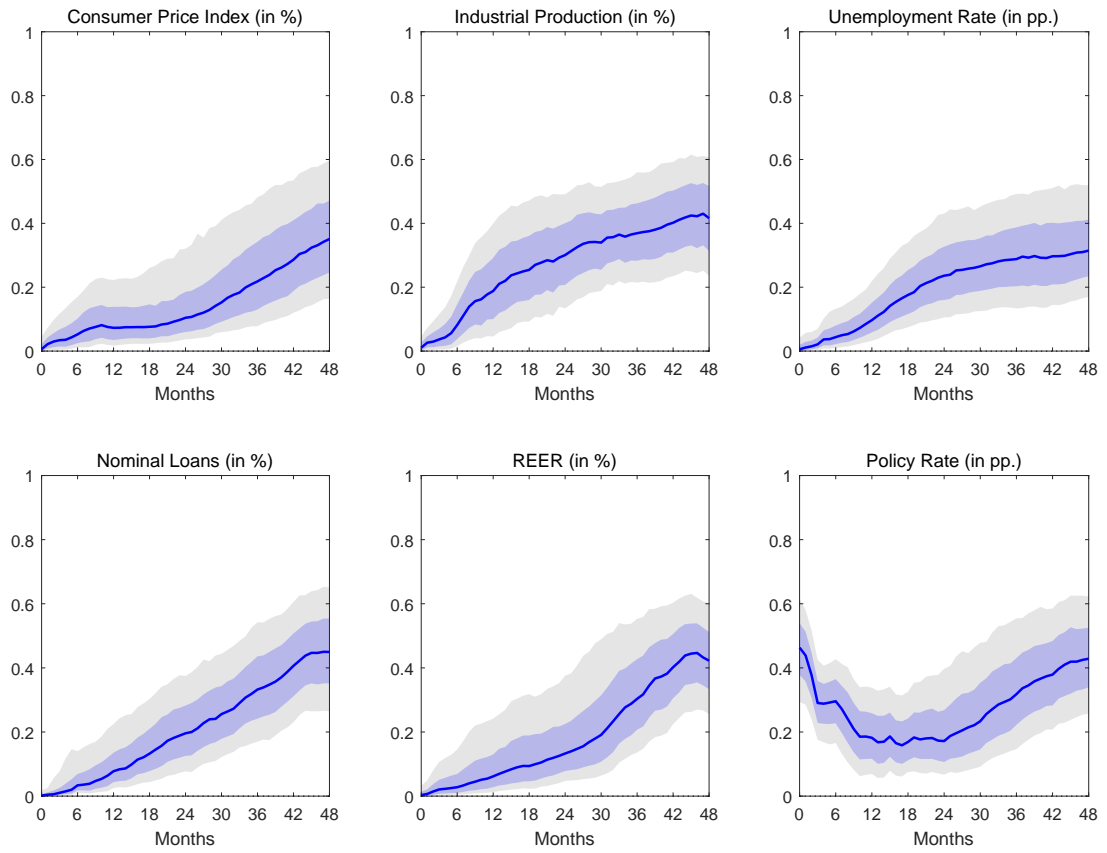 Consumer Price Index (in %)
Industrial Production (in %)
Unemployment Rate (in pp.)
1
0.8
0.6
0.4
0.2
0
0 6 12 18 24 30 36 42 48
Months
1
0.8
0.6
0.4
0.2
0
0 6 12 18 24 30 36 42 48
Months
1
0.8
0.6
0.4
0.2
0
0 6 12 18 24 30 36 42 48
Months
Nominal Loans (in %)
REER (in %)
Policy Rate (in pp.)
1
0.8
0.6
0.4
0.2
0
0 6 12 18 24 30 36 42 48
Months
1
0.8
0.6
0.4
0.2
0
0 6 12 18 24 30 36 42 48
Months
1
0.8
0.6
0.4
0.2
0
0 6 12 18 24 30 36 42 48
Months